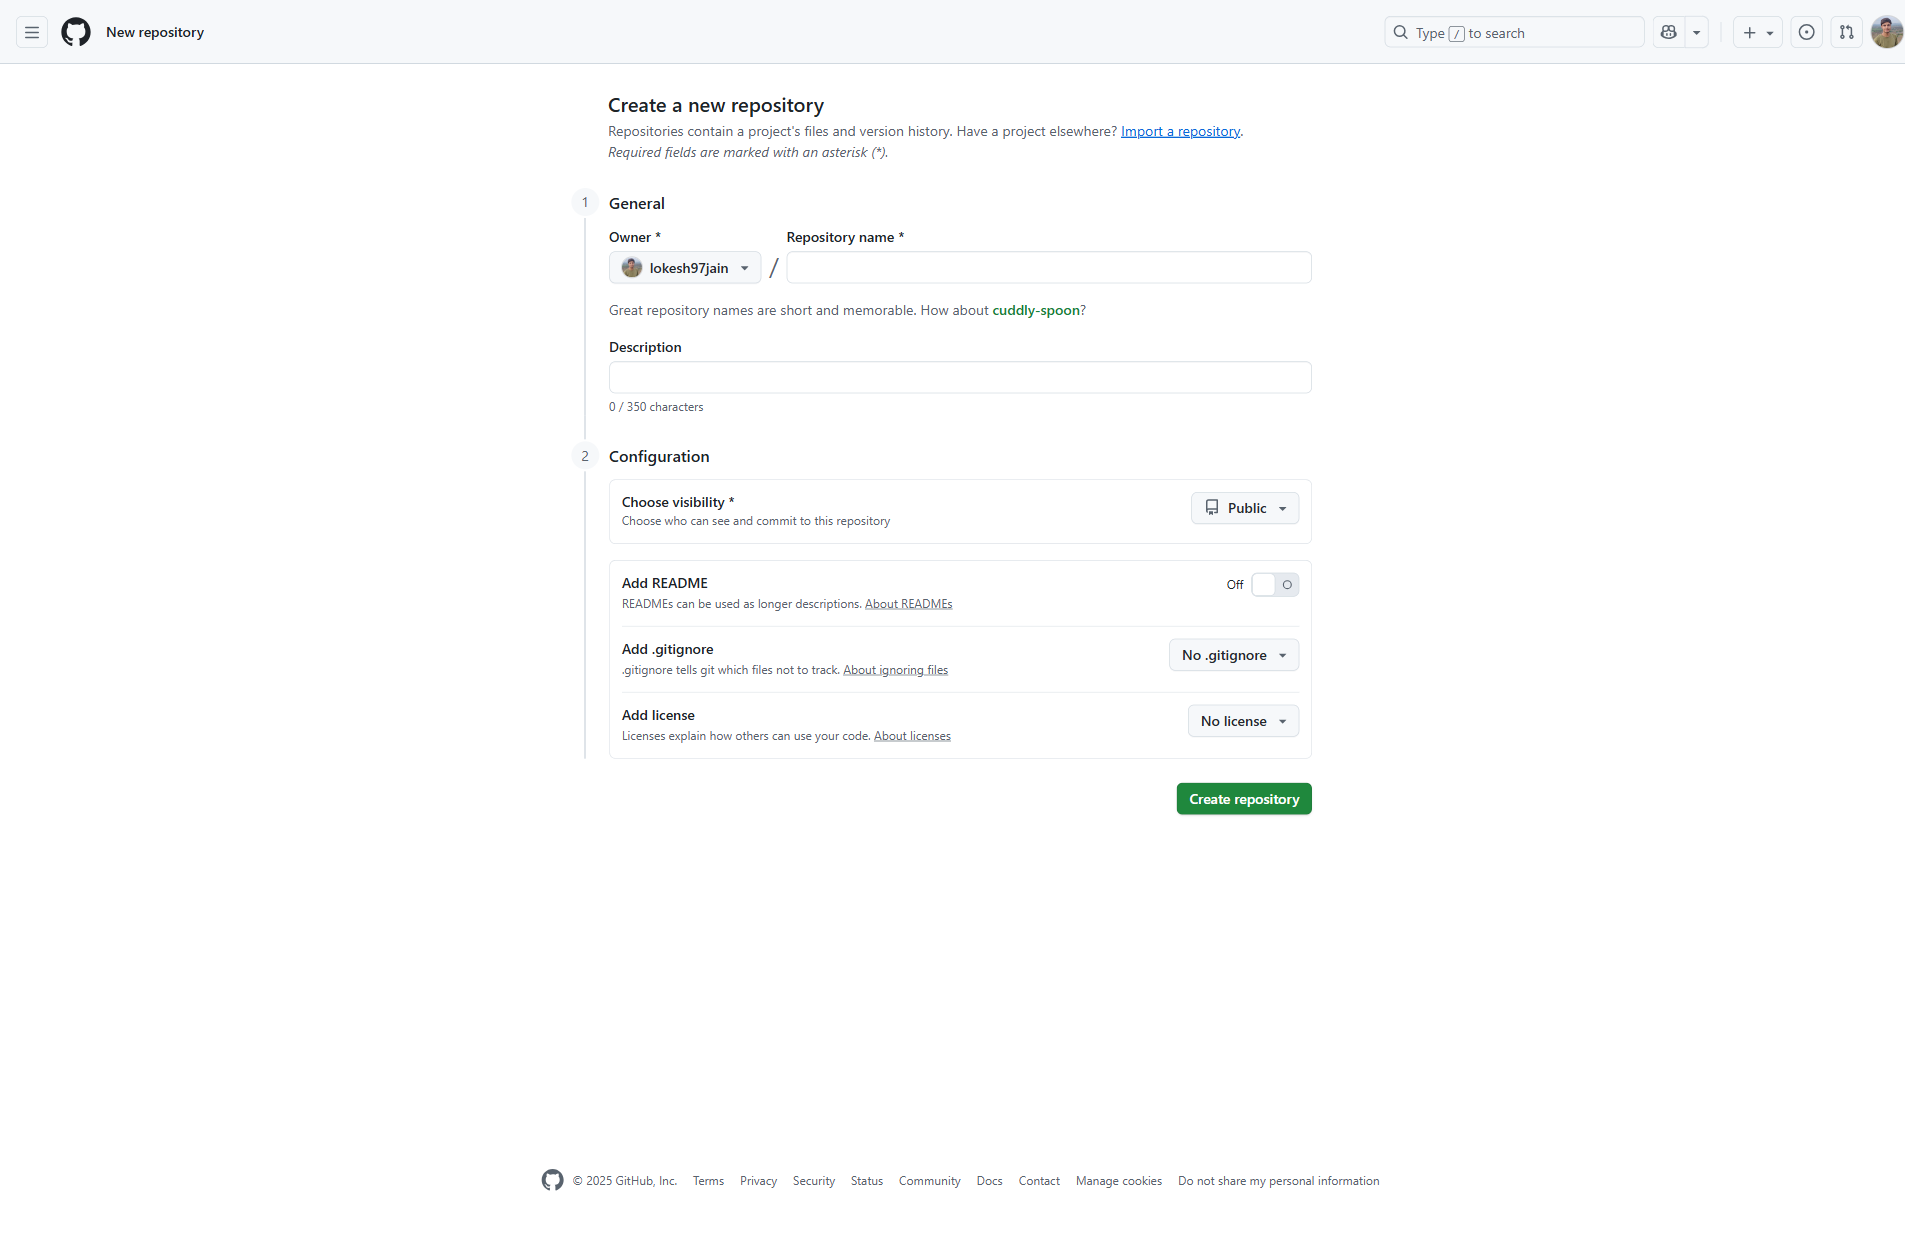 New repository
Type / to search
Create a new repository
Repositories contain a project's files and version history. Have a project elsewhere? Import a repository.
Required fields are marked with an asterisk (*).
1 General
Owner * Repository name *
lokesh97jain /
Great repository names are short and memorable. How about cuddly-spoon?
Description
0 / 350 characters
2 Configuration
Choose visibility *
Choose who can see and commit to this repository
Public
Add README
READMEs can be used as longer descriptions. About READMEs
Off
Add .gitignore
.gitignore tells git which files not to track. About ignoring files
No .gitignore
Add license
Licenses explain how others can use your code. About licenses
No license
Create repository
© 2025 GitHub, Inc. Terms Privacy Security Status Community Docs Contact Manage cookies Do not share my personal information